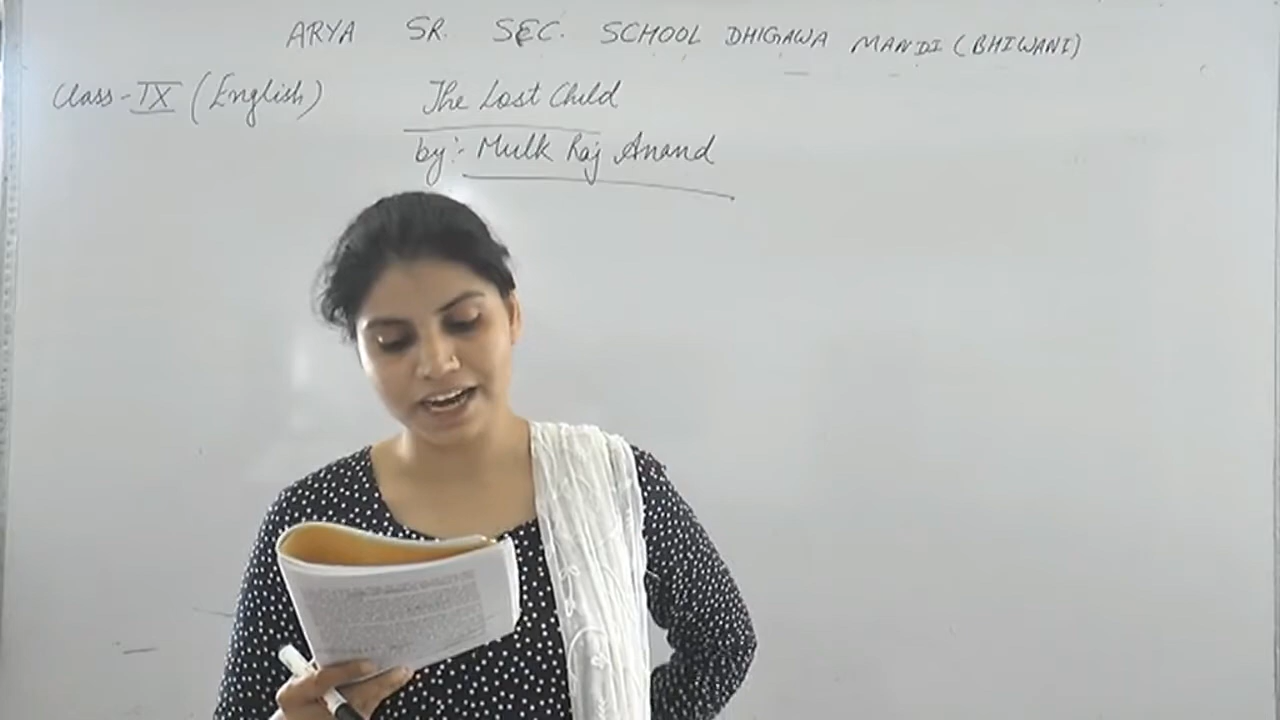 ARYA SR. SEC. SCHOOL DHIGAWA MANDI (BHIWANI)
Class - IX (English)
The Lost Child
by:- Mulk Raj Anand